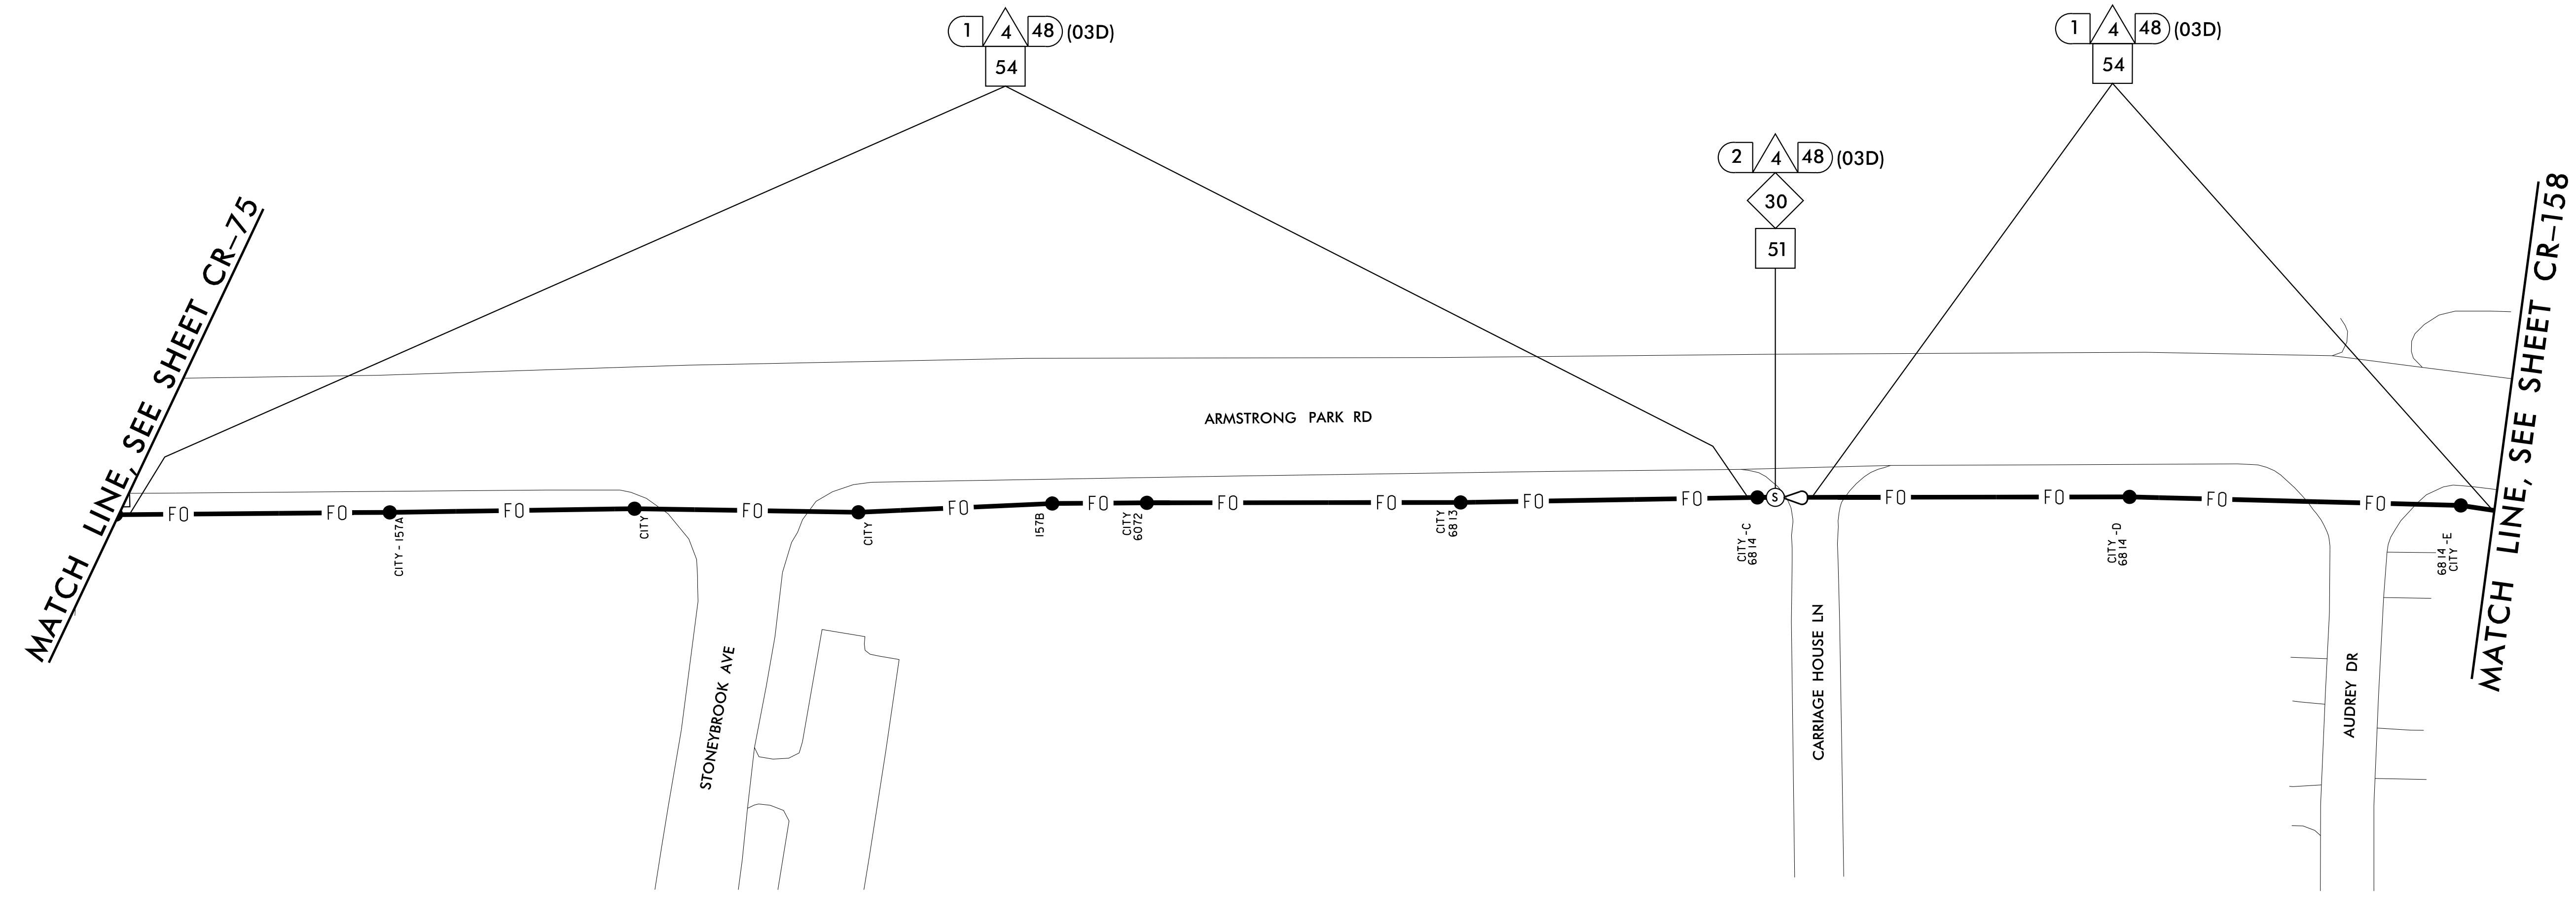 1 4 48 (03D)
54
1 4 48 (03D)
54
2 4 48 (03D)
30
51
MATCH LINE, SEE SHEET CR-75
MATCH LINE, SEE SHEET CR-158
ARMSTRONG PARK RD
FO FO FO FO FO FO FO FO FO FO S FO FO FO FO
CITY - 157A
CITY
CITY
157B
CITY
6072
CITY
6813
CITY -C
6814
CITY -D
6814
6814 -E
CITY
STONEYBROOK AVE
CARRIAGE HOUSE LN
AUDREY DR